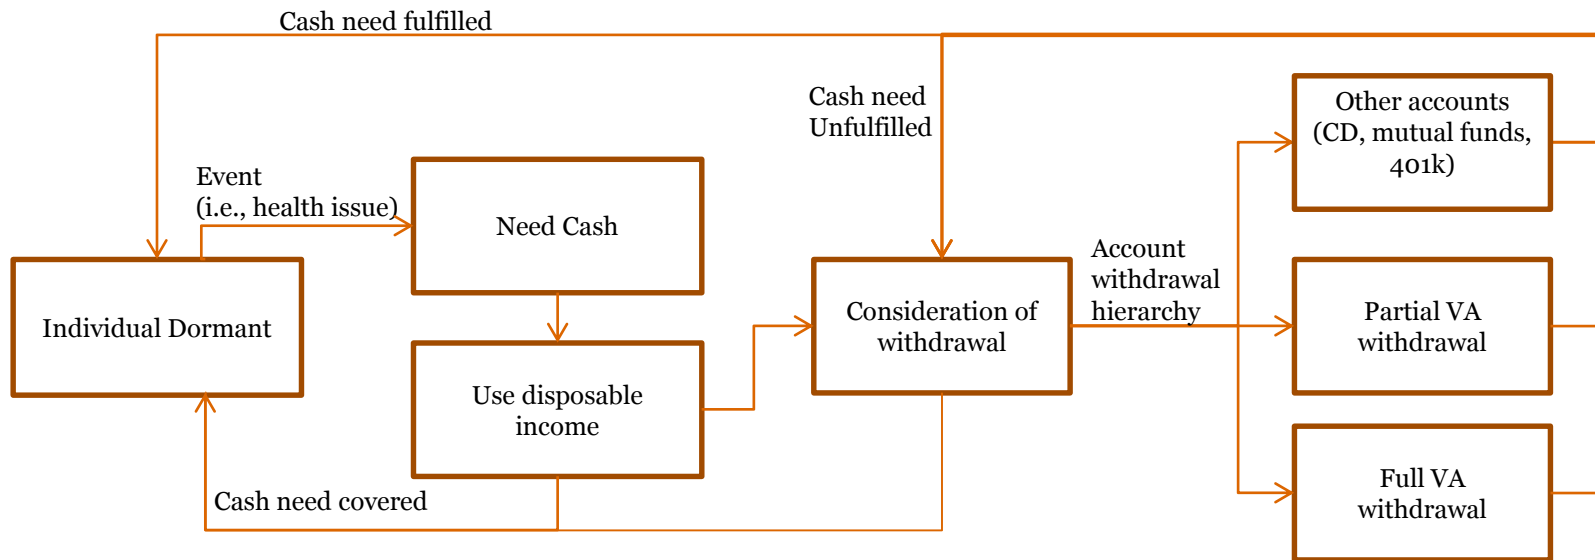 Cash need fulfilled
Cash need
Unfulfilled
Other accounts
(CD, mutual funds,
401k)
Event
(i.e., health issue)
Need Cash
Individual Dormant
Consideration of
withdrawal
Account
withdrawal
hierarchy
Partial VA
withdrawal
Use disposable
income
Cash need covered
Full VA
withdrawal